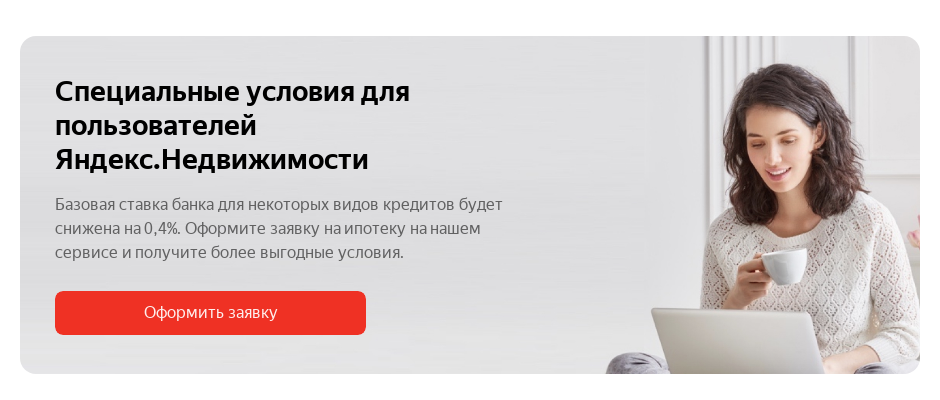 Специальные условия для
пользователей
Яндекс.Недвижимости
Базовая ставка банка для некоторых видов кредитов будет
снижена на 0,4%. Оформите заявку на ипотеку на нашем
сервисе и получите более выгодные условия.
Оформить заявку